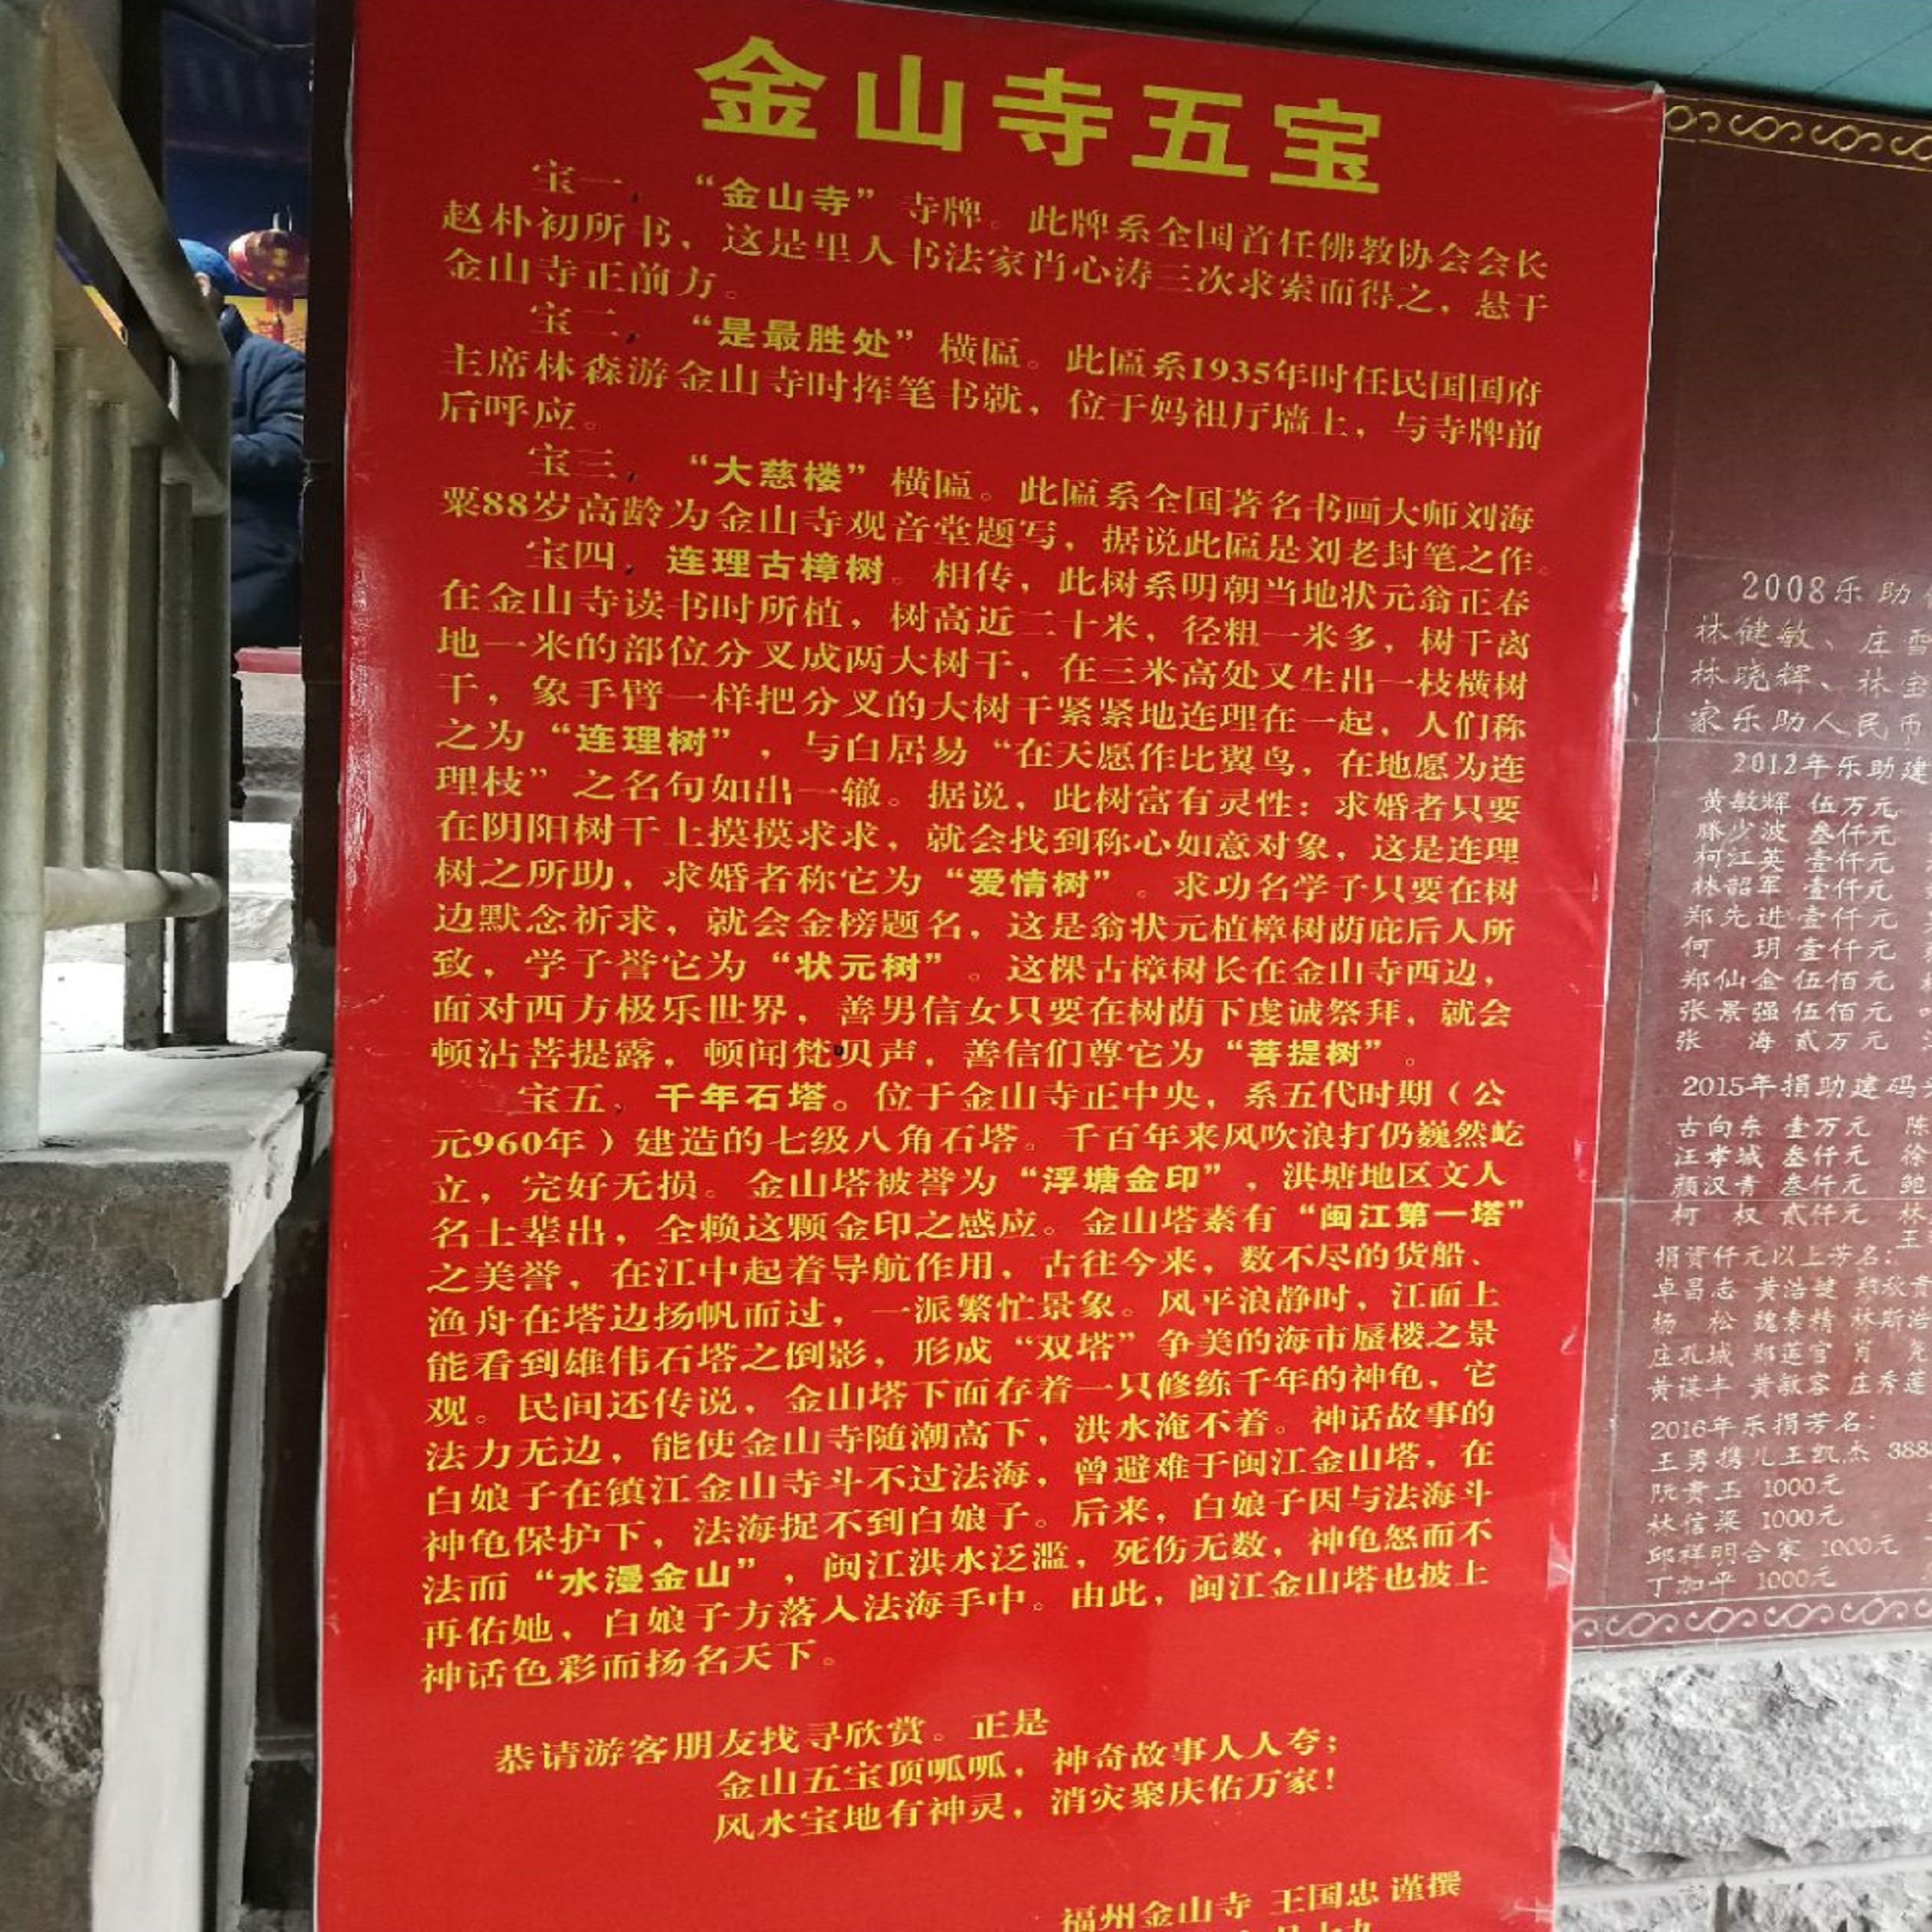 金山寺五宝
宝一，“金山寺”寺牌。此牌系全国首任佛教协会会长
赵朴初所书，这是里人书法家肖心涛三次求索而得之，悬于
金山寺正前方。
宝二，“是最胜处”横匾。此匾系1935年时任民国国府
主席林森游金山寺时挥笔书就，位于妈祖厅墙上，与寺牌前
后呼应。
宝三，“大慈楼”横匾。此匾系全国著名书画大师刘海
粟88岁高龄为金山寺观音堂题写，据说此匾是刘老封笔之作。
宝四，连理古樟树。相传，此树系明朝当地状元翁正春
在金山寺读书时所植，树高近二十米，径粗一米多，树干离
地一米的部位分叉成两大树干，在三米高处又生出一枝横树
干，象手臂一样把分叉的大树干紧紧地连理在一起，人们称
之为“连理树”，与白居易“在天愿作比翼鸟，在地愿为连
理枝”之名句如出一辙。据说，此树富有灵性：求婚者只要
在阴阳树干上摸摸求求，就会找到称心如意对象，这是连理
树之所助，求婚者称它为“爱情树”。求功名学子只要在树
边默念祈求，就会金榜题名，这是翁状元植樟树荫庇后人所
致，学子誉它为“状元树”。这棵古樟树长在金山寺西边，
面对西方极乐世界，善男信女只要在树荫下虔诚祭拜，就会
顿沾菩提露，顿闻梵贝声，善信们尊它为“菩提树”。
宝五、千年石塔。位于金山寺正中央，系五代时期（公
元960年）建造的七级八角石塔。千百年来风吹浪打仍巍然屹
立，完好无损。金山塔被誉为“浮塘金印”，洪塘地区文人
名士辈出，全赖这颗金印之感应。金山塔素有“闽江第一塔”
之美誉，在江中起着导航作用，古往今来，数不尽的货船、
渔舟在塔边扬帆而过，一派繁忙景象。风平浪静时，江面上
能看到雄伟石塔之倒影，形成“双塔”争美的海市蜃楼之景
观。民间还传说，金山塔下面存着一只修练千年的神龟，它
法力无边，能使金山寺随潮高下，洪水淹不着。神话故事的
白娘子在镇江金山寺斗不过法海，曾避难于闽江金山塔，在
神龟保护下，法海捉不到白娘子。后来，白娘子因与法海斗
法而“水漫金山”，闽江洪水泛滥，死伤无数，神龟怒而不
再佑她，白娘子方落入法海手中。由此，闽江金山塔也披上
神话色彩而扬名天下。
恭请游客朋友找寻欣赏。正是
金山五宝顶呱呱，神奇故事人人夸；
风水宝地有神灵，消灾聚庆佑万家！
福州金山寺 王国忠 谨撰
2008乐助
林健敏、庄雪
林晓辉、林宝
家乐助人民币
2012年乐助建
黄敏辉 伍万元
滕少波 叁仟元
柯江英 壹仟元
林韶军 壹仟元
郑先进 壹仟元
何 玥 壹仟元
郑仙金 伍佰元
张景强 伍佰元
张 海 贰万元
2015年捐助建码
古向东 壹万元 陈
汪孝城 叁仟元 徐
颜汉青 叁仟元 鲍
柯 权 贰仟元 林
王
捐资仟元以上芳名：
卓昌志 黄浩键 郑秋
杨 松 魏素精 林斯浩
庄孔城 郑莲官 肖
黄谋丰 黄敏容 庄秀莲
2016年乐捐芳名：
王勇携儿王凯杰 388
阮贵玉 1000元
林信梁 1000元
邱祥明合家 1000元
丁加平 1000元